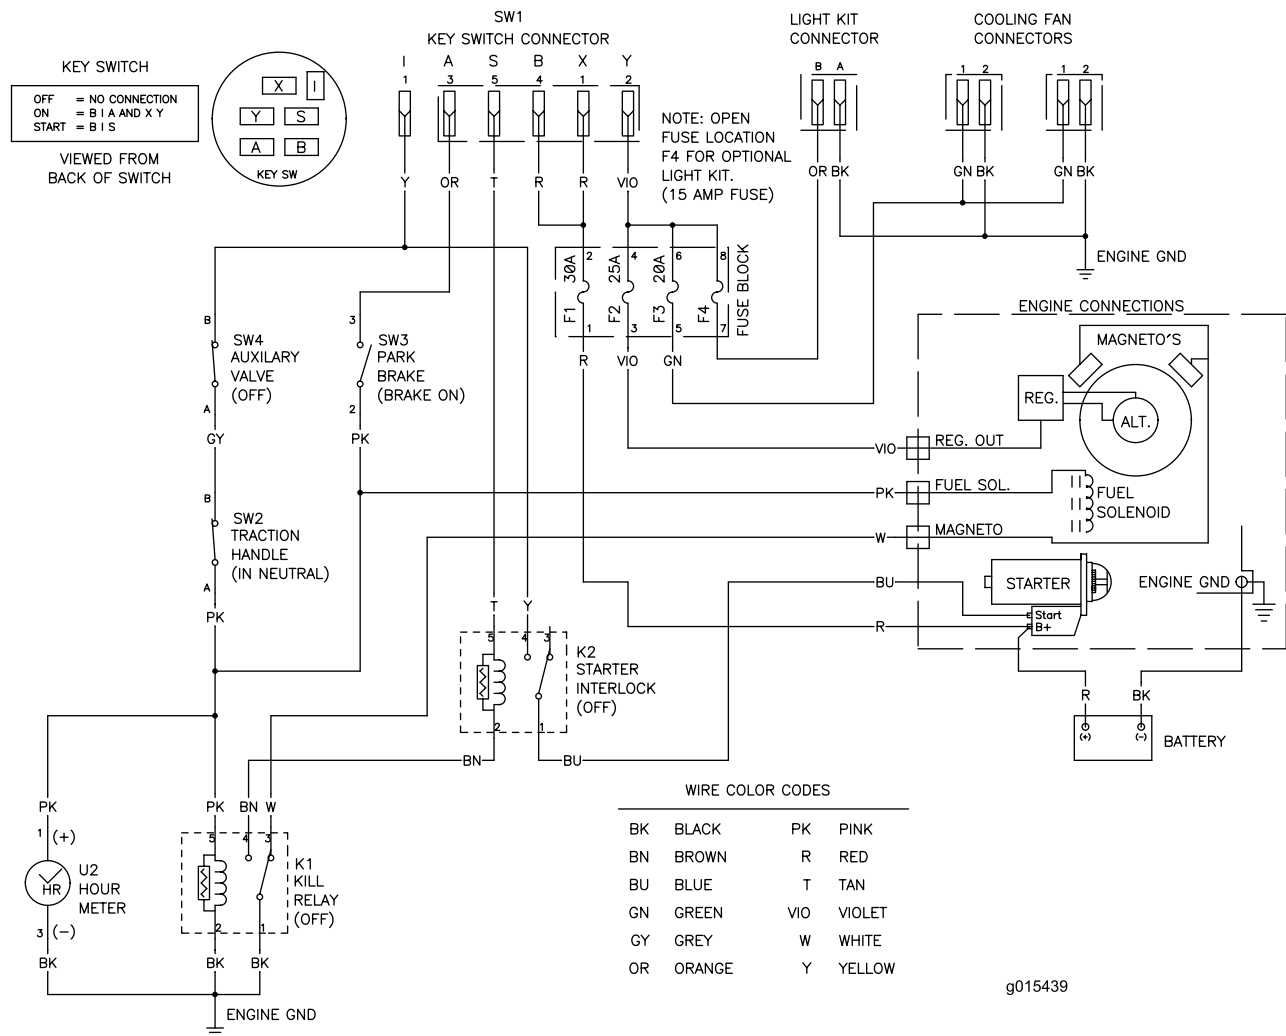 SW1
KEY SWITCH CONNECTOR
I A S B X Y
1 3 5 4 1 2
Y OR T R R VIO
KEY SWITCH
OFF = NO CONNECTION
ON = B I A AND X Y
START = B I S
VIEWED FROM
BACK OF SWITCH
X I
Y S
A B
KEY SW
NOTE: OPEN
FUSE LOCATION
F4 FOR OPTIONAL
LIGHT KIT.
(15 AMP FUSE)
LIGHT KIT
CONNECTOR
B A
OR BK
COOLING FAN
CONNECTORS
1 2 1 2
GN BK GN BK
ENGINE GND
2 4 6 8
30A 25A 20A
F1 F2 F3 F4
1 3 5 7
FUSE BLOCK
R VIO GN
B
SW4
AUXILARY
VALVE
(OFF)
A
GY
3
SW3
PARK
BRAKE
(BRAKE ON)
2
PK
B
SW2
TRACTION
HANDLE
(IN NEUTRAL)
A
PK
ENGINE CONNECTIONS
MAGNETO'S
REG.
ALT.
VIO REG. OUT
PK FUEL SOL.
FUEL
SOLENOID
W MAGNETO
BU
STARTER
ENGINE GND
Start
B+
R
R BK
(+) (-)
BATTERY
T Y
5 4 3
K2
STARTER
INTERLOCK
(OFF)
2 1
BN BU
PK
1 (+)
HR
U2
HOUR
METER
3 (-)
BK
PK BN W
5 4 3
K1
KILL
RELAY
(OFF)
2 1
BK BK
ENGINE GND
WIRE COLOR CODES
BK BLACK PK PINK
BN BROWN R RED
BU BLUE T TAN
GN GREEN VIO VIOLET
GY GREY W WHITE
OR ORANGE Y YELLOW
g015439